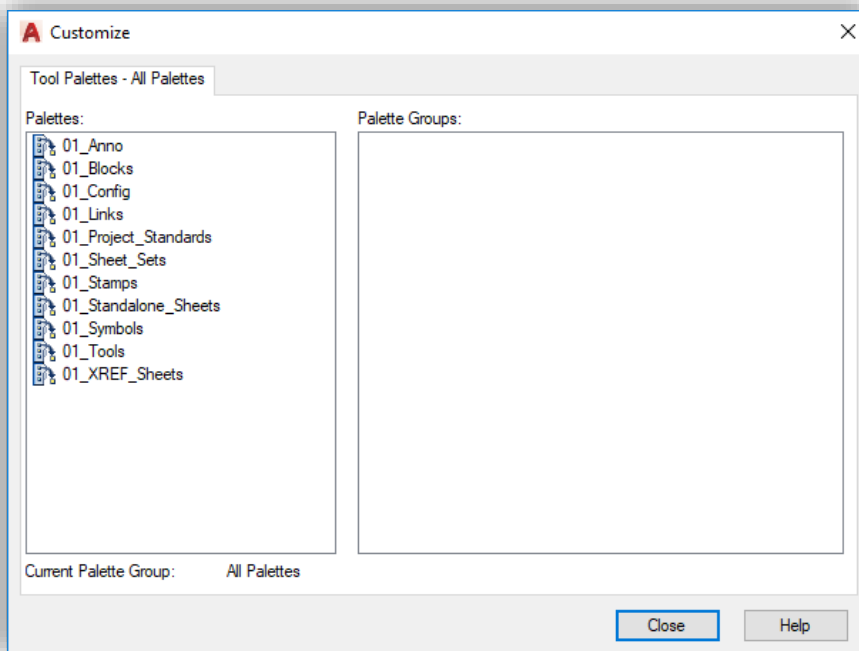 Customize
Tool Palettes - All Palettes
Palettes:
Palette Groups:
01_Anno
01_Blocks
01_Config
01_Links
01_Project_Standards
01_Sheet_Sets
01_Stamps
01_Standalone_Sheets
01_Symbols
01_Tools
01_XREF_Sheets
Current Palette Group: All Palettes
Close Help